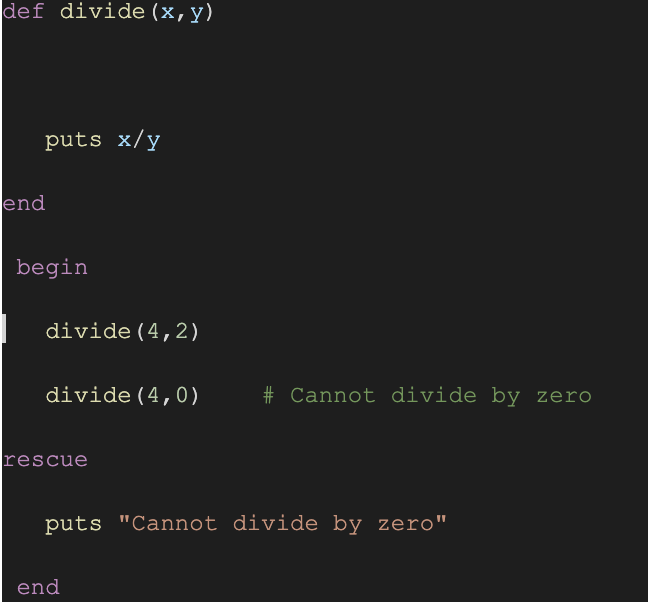 def divide(x,y)
puts x/y
end
begin
divide(4,2)
divide(4,0)    # Cannot divide by zero
rescue
puts "Cannot divide by zero"
end